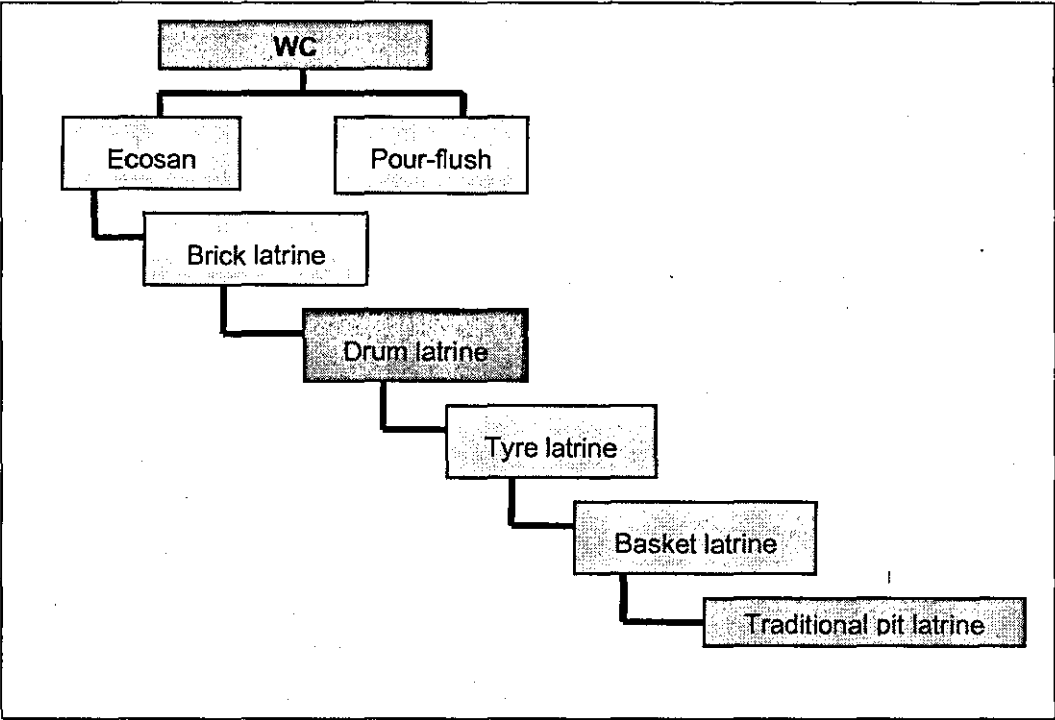 WC
Ecosan
Pour-flush
Brick latrine
Drum latrine
Tyre latrine
Basket latrine
Traditional pit latrine